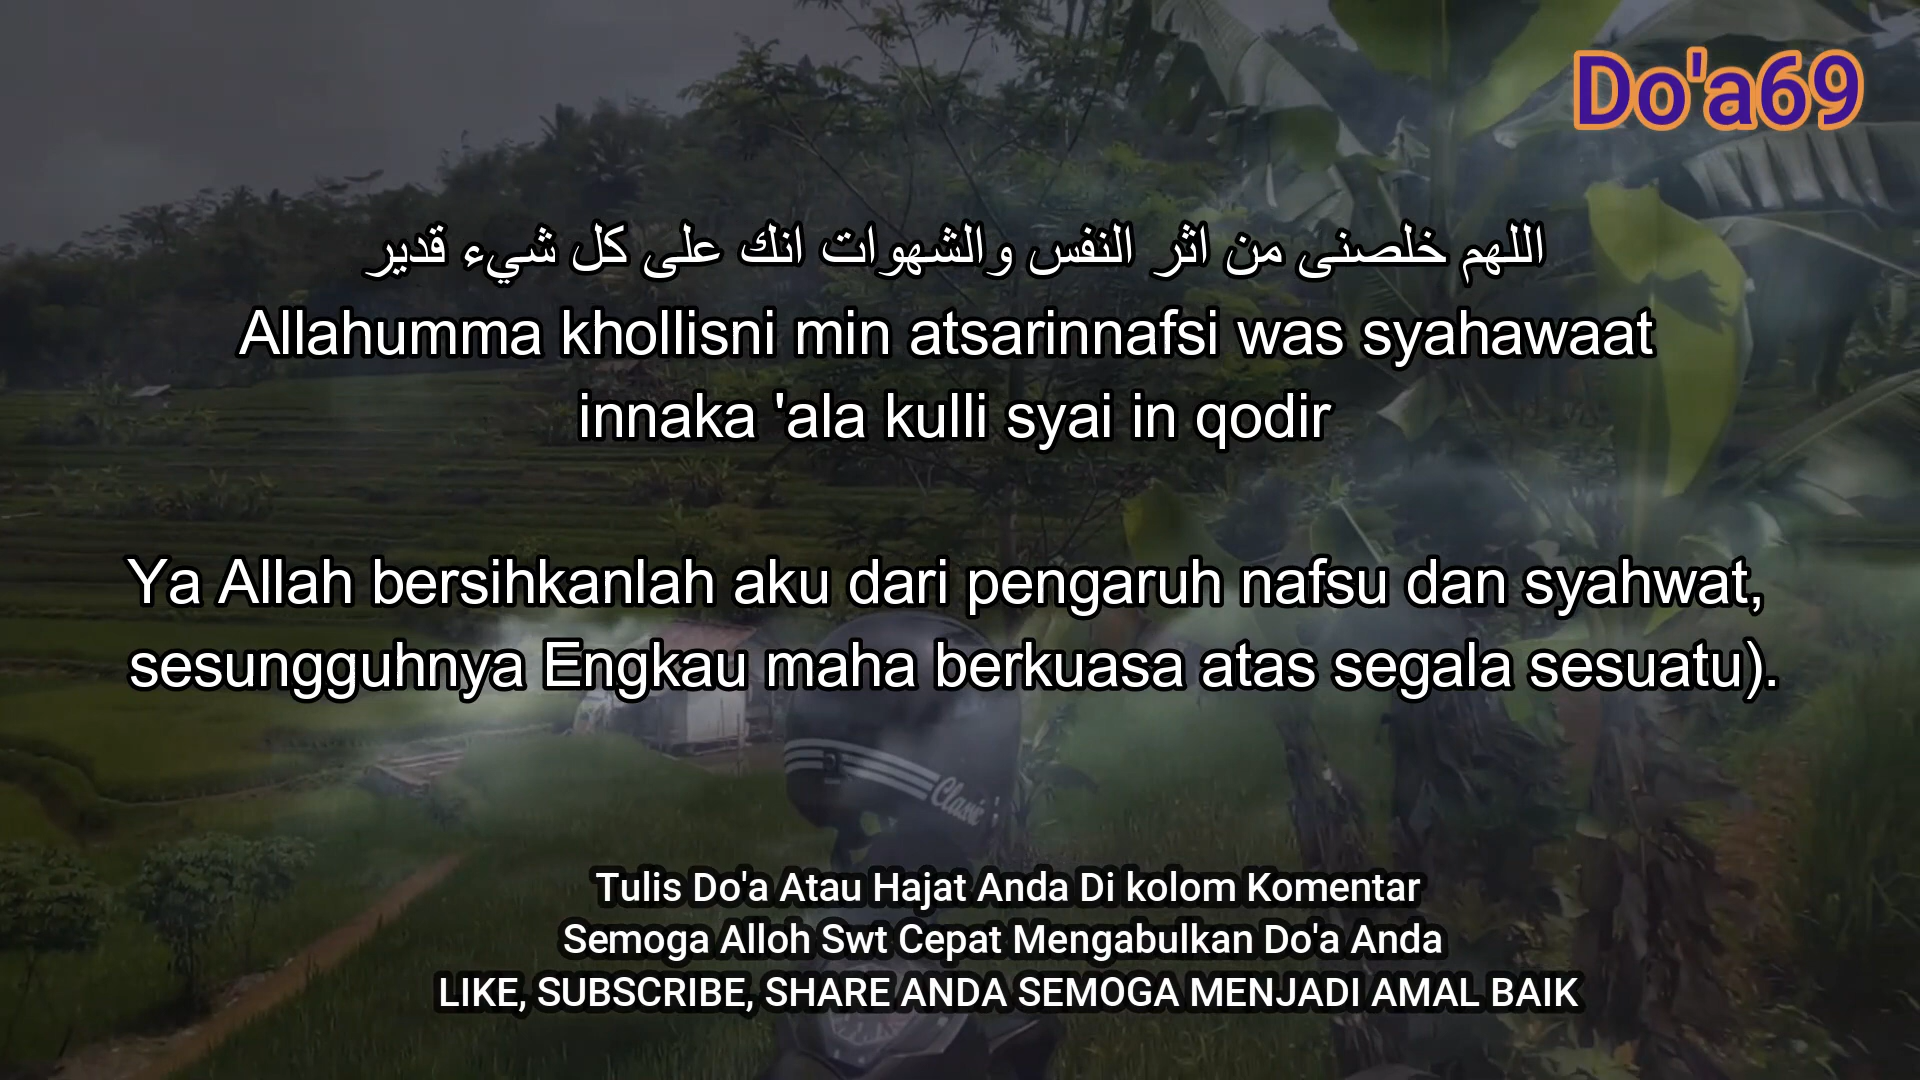 Do'a69
اللهم خلصنى من اثر النفس والشهوات انك على كل شيء قدير
Allahumma khollisni min atsarinnafsi was syahawaat
innaka 'ala kulli syai in qodir
Ya Allah bersihkanlah aku dari pengaruh nafsu dan syahwat,
sesungguhnya Engkau maha berkuasa atas segala sesuatu).
Classic
Tulis Do'a Atau Hajat Anda Di kolom Komentar
Semoga Alloh Swt Cepat Mengabulkan Do'a Anda
LIKE, SUBSCRIBE, SHARE ANDA SEMOGA MENJADI AMAL BAIK